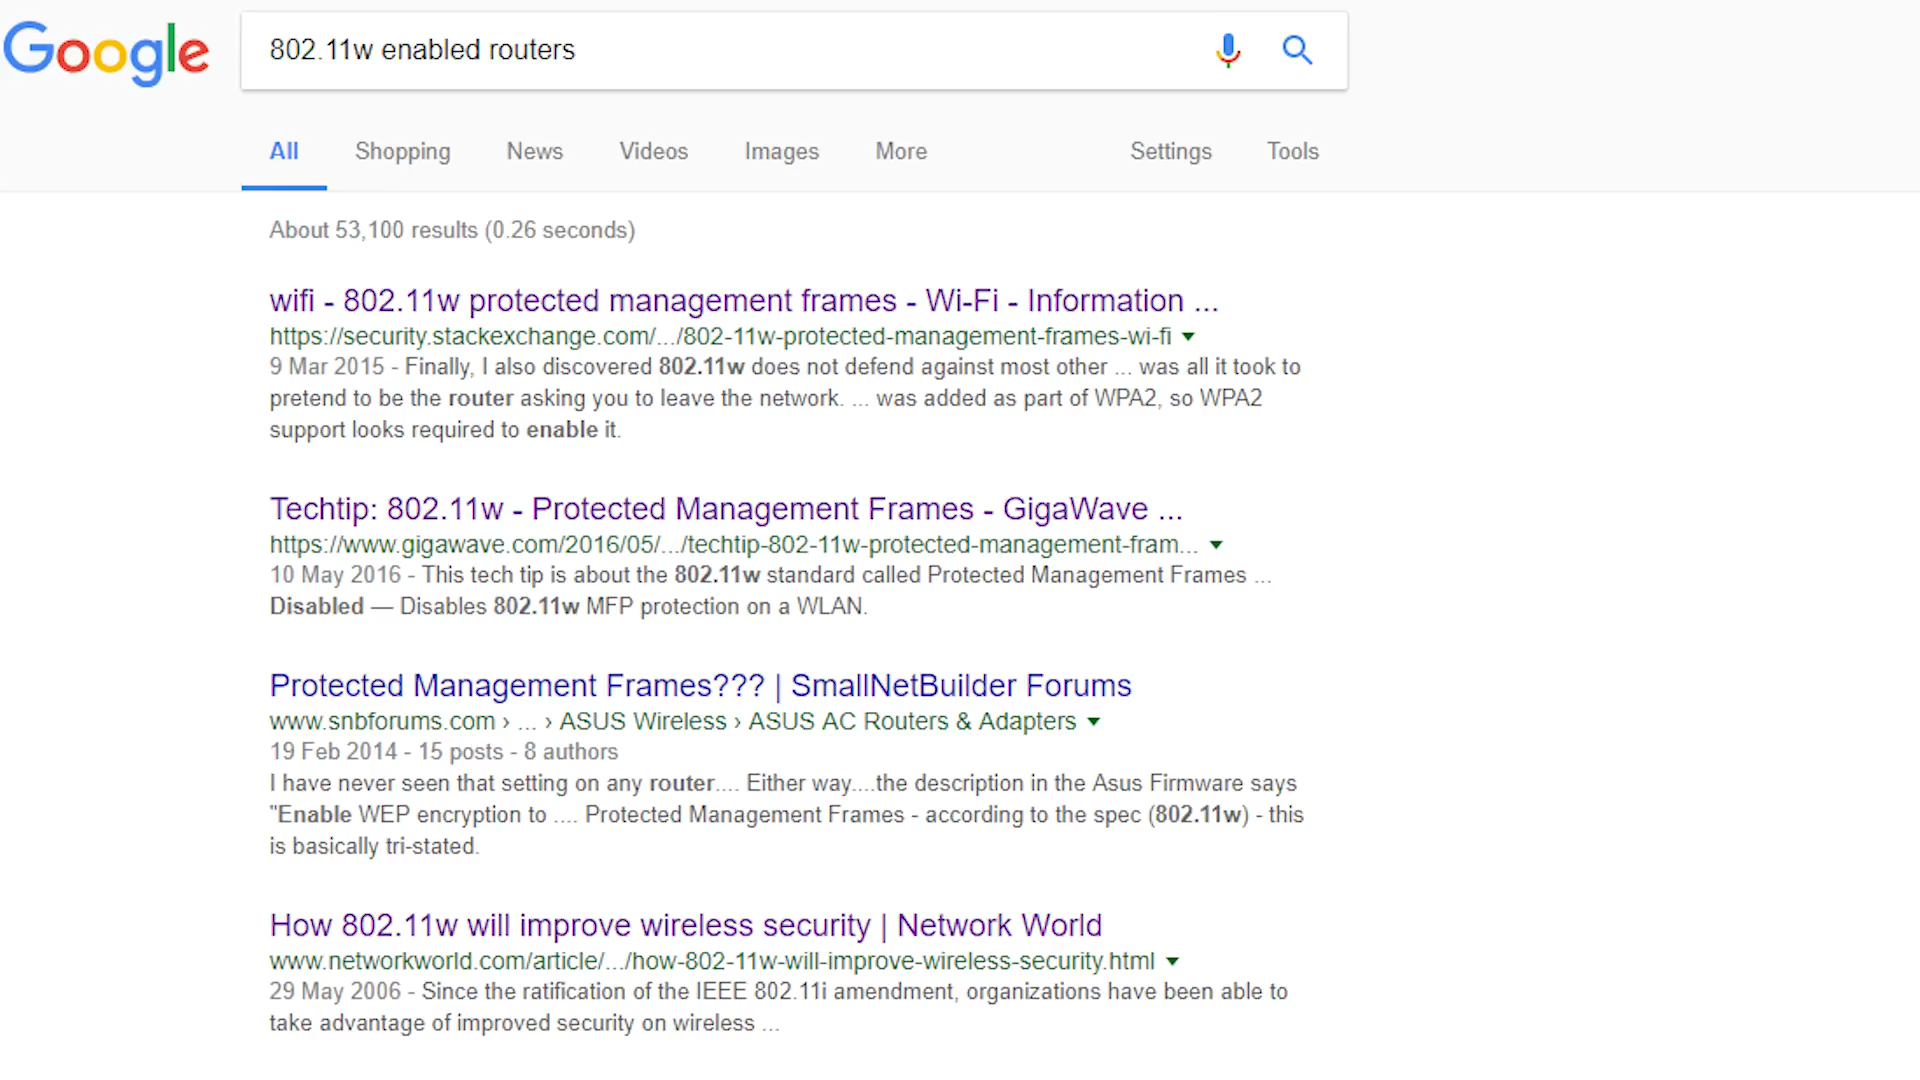 Google
802.11w enabled routers
All Shopping News Videos Images More Settings Tools
About 53,100 results (0.26 seconds)
wifi - 802.11w protected management frames - Wi-Fi - Information ...
https://security.stackexchange.com/.../802-11w-protected-management-frames-wi-fi
9 Mar 2015 - Finally, I also discovered 802.11w does not defend against most other ... was all it took to
pretend to be the router asking you to leave the network. ... was added as part of WPA2, so WPA2
support looks required to enable it.
Techtip: 802.11w - Protected Management Frames - GigaWave ...
https://www.gigawave.com/2016/05/.../techtip-802-11w-protected-management-fram...
10 May 2016 - This tech tip is about the 802.11w standard called Protected Management Frames ...
Disabled — Disables 802.11w MFP protection on a WLAN.
Protected Management Frames??? | SmallNetBuilder Forums
www.snbforums.com › ... › ASUS Wireless › ASUS AC Routers & Adapters
19 Feb 2014 - 15 posts - 8 authors
I have never seen that setting on any router.... Either way....the description in the Asus Firmware says
"Enable WEP encryption to .... Protected Management Frames - according to the spec (802.11w) - this
is basically tri-stated.
How 802.11w will improve wireless security | Network World
www.networkworld.com/article/.../how-802-11w-will-improve-wireless-security.html
29 May 2006 - Since the ratification of the IEEE 802.11i amendment, organizations have been able to
take advantage of improved security on wireless ...